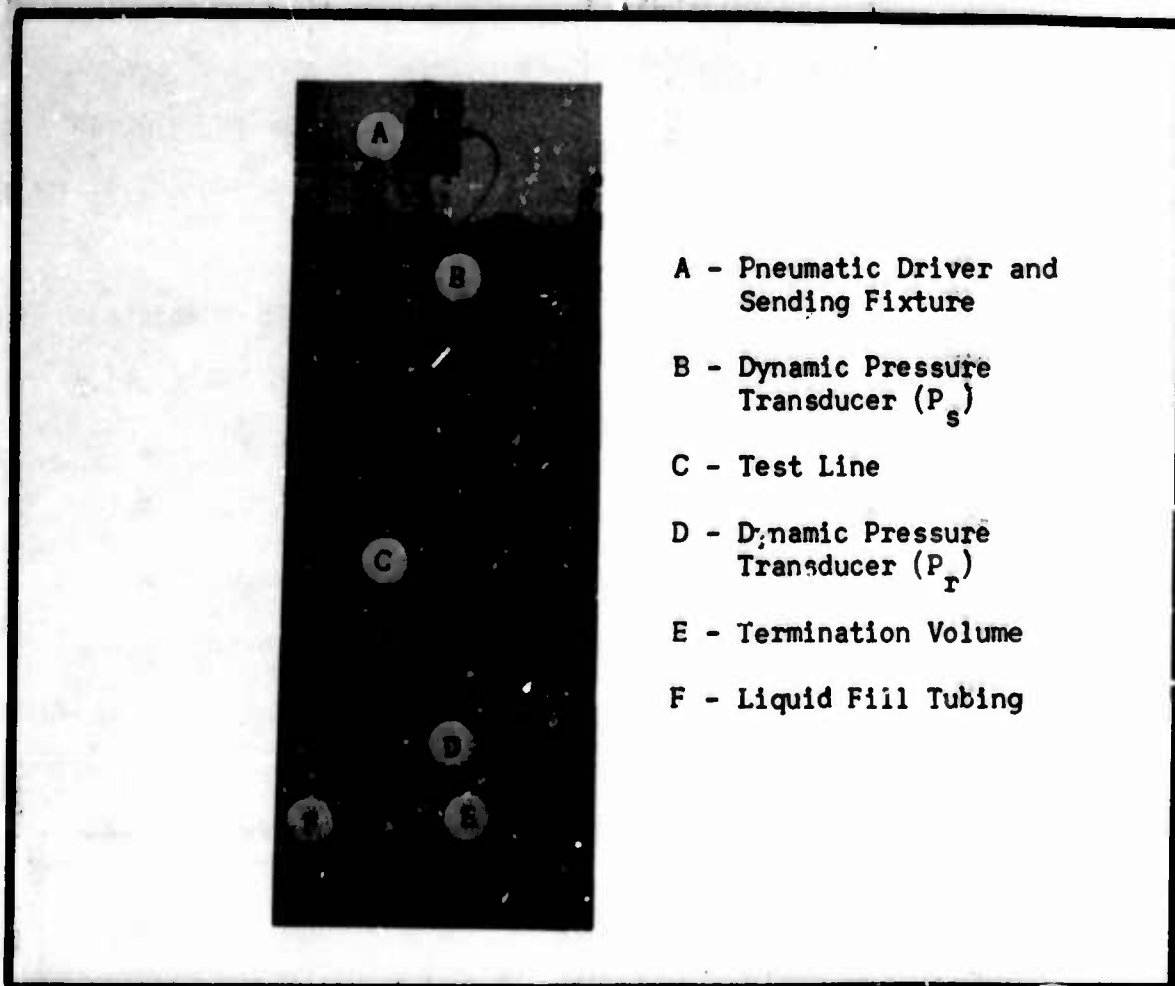 A
B
C
D
F
E
A - Pneumatic Driver and
Sending Fixture
B - Dynamic Pressure
Transducer (P_s)
C - Test Line
D - Dynamic Pressure
Transducer (P_r)
E - Termination Volume
F - Liquid Fill Tubing